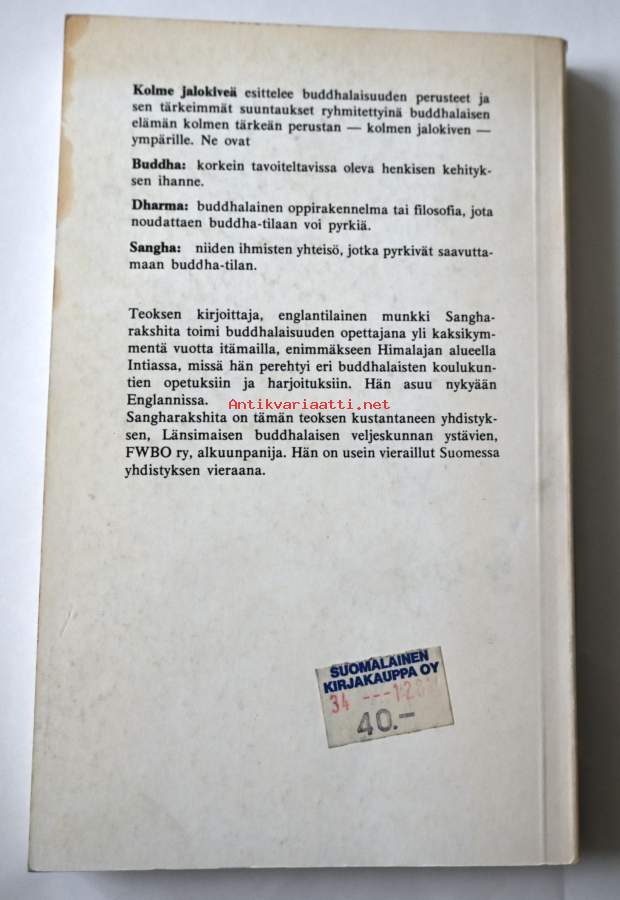 Kolme jalokiveä esittelee buddhalaisuuden perusteet ja
sen tärkeimmät suuntaukset ryhmitettyinä buddhalaisen
elämän kolmen tärkeän perustan — kolmen jalokiven —
ympärille. Ne ovat
Buddha: korkein tavoiteltavissa oleva henkisen kehityk-
sen ihanne.
Dharma: buddhalainen oppirakennelma tai filosofia, jota
noudattaen buddha-tilaan voi pyrkiä.
Sangha: niiden ihmisten yhteisö, jotka pyrkivät saavutta-
maan buddha-tilan.
Teoksen kirjoittaja, englantilainen munkki Sangha-
rakshita toimi buddhalaisuuden opettajana yli kaksikym-
mentä vuotta itämailla, enimmäkseen Himalajan alueella
Intiassa, missä hän perehtyi eri buddhalaisten koulukun-
tien opetuksiin ja harjoituksiin. Hän asuu nykyään
Englannissa.
Antikvariaatti.net
Sangharakshita on tämän teoksen kustantaneen yhdistyk-
sen, Länsimaisen buddhalaisen veljeskunnan ystävien,
FWBO ry, alkuunpanija. Hän on usein vieraillut Suomessa
yhdistyksen vieraana.
SUOMALAINEN
KIRJAKAUPPA OY
34 ---
40.-